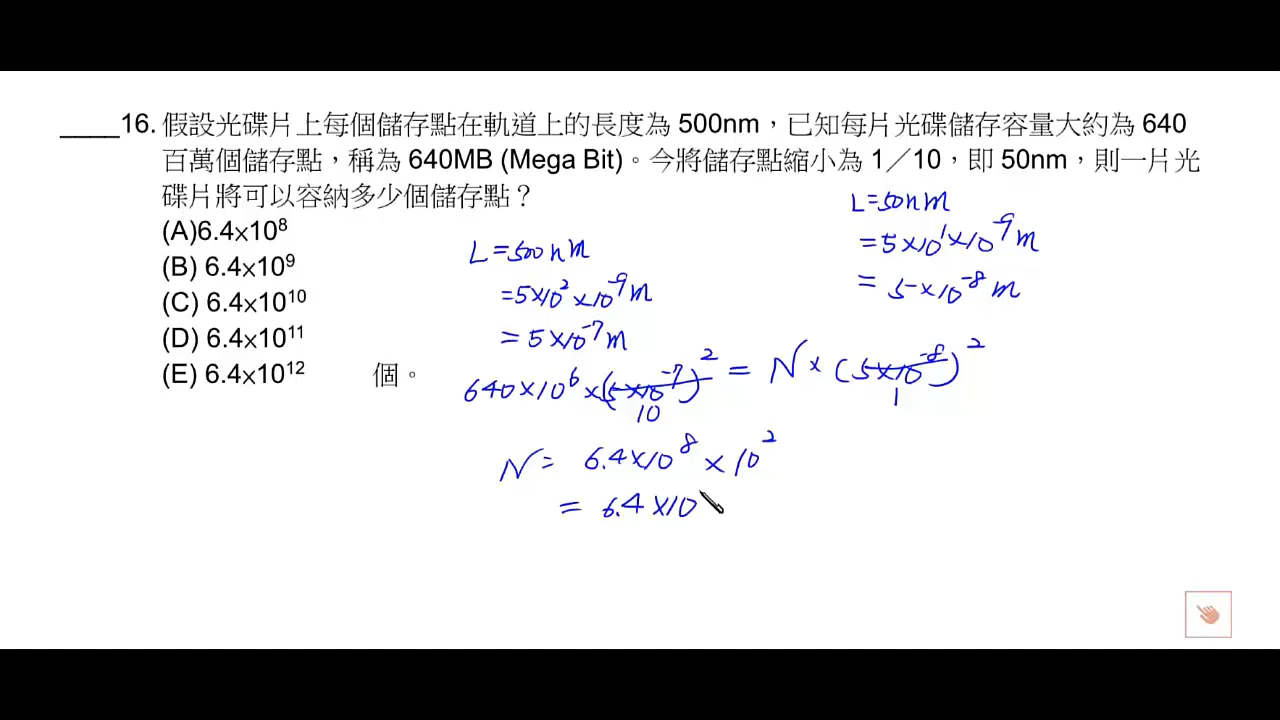 ____16. 假設光碟片上每個儲存點在軌道上的長度為 500nm，已知每片光碟儲存容量大約為 640
百萬個儲存點，稱為 640MB (Mega Bit)。今將儲存點縮小為 1／10，即 50nm，則一片光
碟片將可以容納多少個儲存點？
(A)6.4×10⁸
(B) 6.4×10⁹
(C) 6.4×10¹⁰
(D) 6.4×10¹¹
(E) 6.4×10¹² 個。
L=500nm
=5×10²×10⁻⁹m
=5×10⁻⁷m
L=50nm
=5×10¹×10⁻⁹m
=5×10⁻⁸m
640×10⁶×(5×10⁻⁷)²=N×(5×10⁻⁸)²
10 1
N=6.4×10⁸×10²
=6.4×10